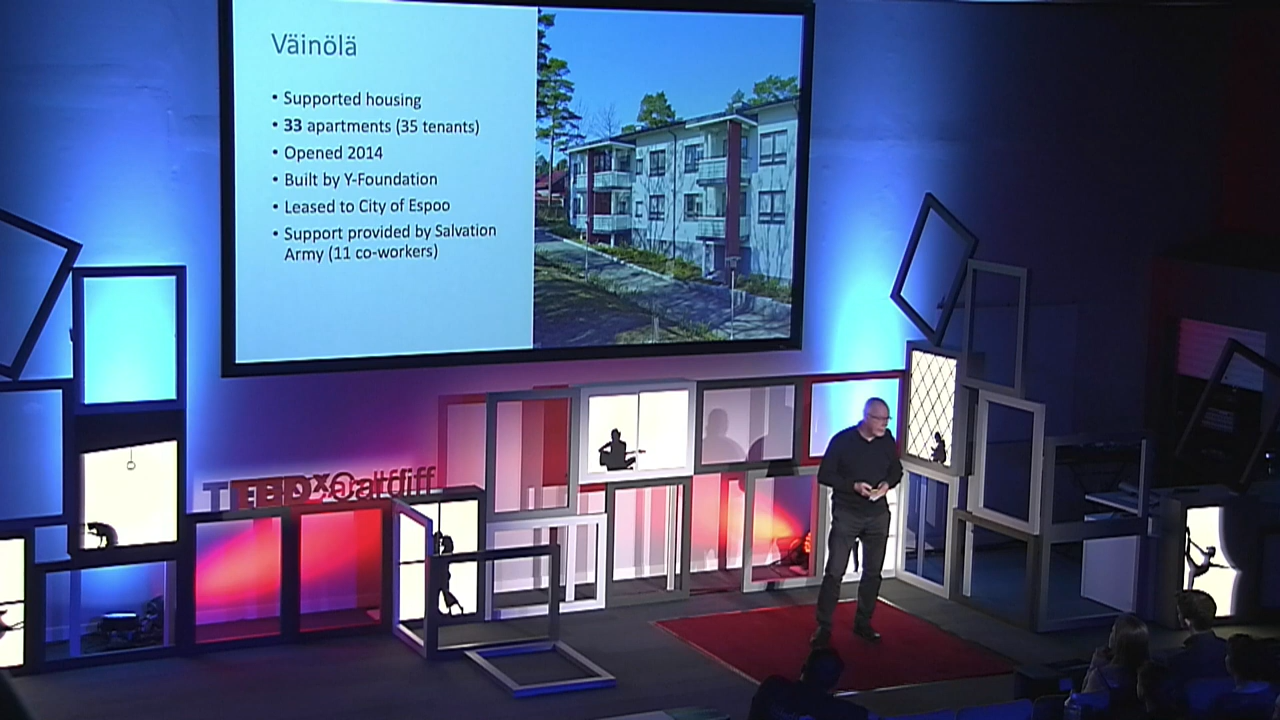 Väinölä
• Supported housing
• 33 apartments (35 tenants)
• Opened 2014
• Built by Y-Foundation
• Leased to City of Espoo
• Support provided by Salvation
Army (11 co-workers)
TEDxCardiff